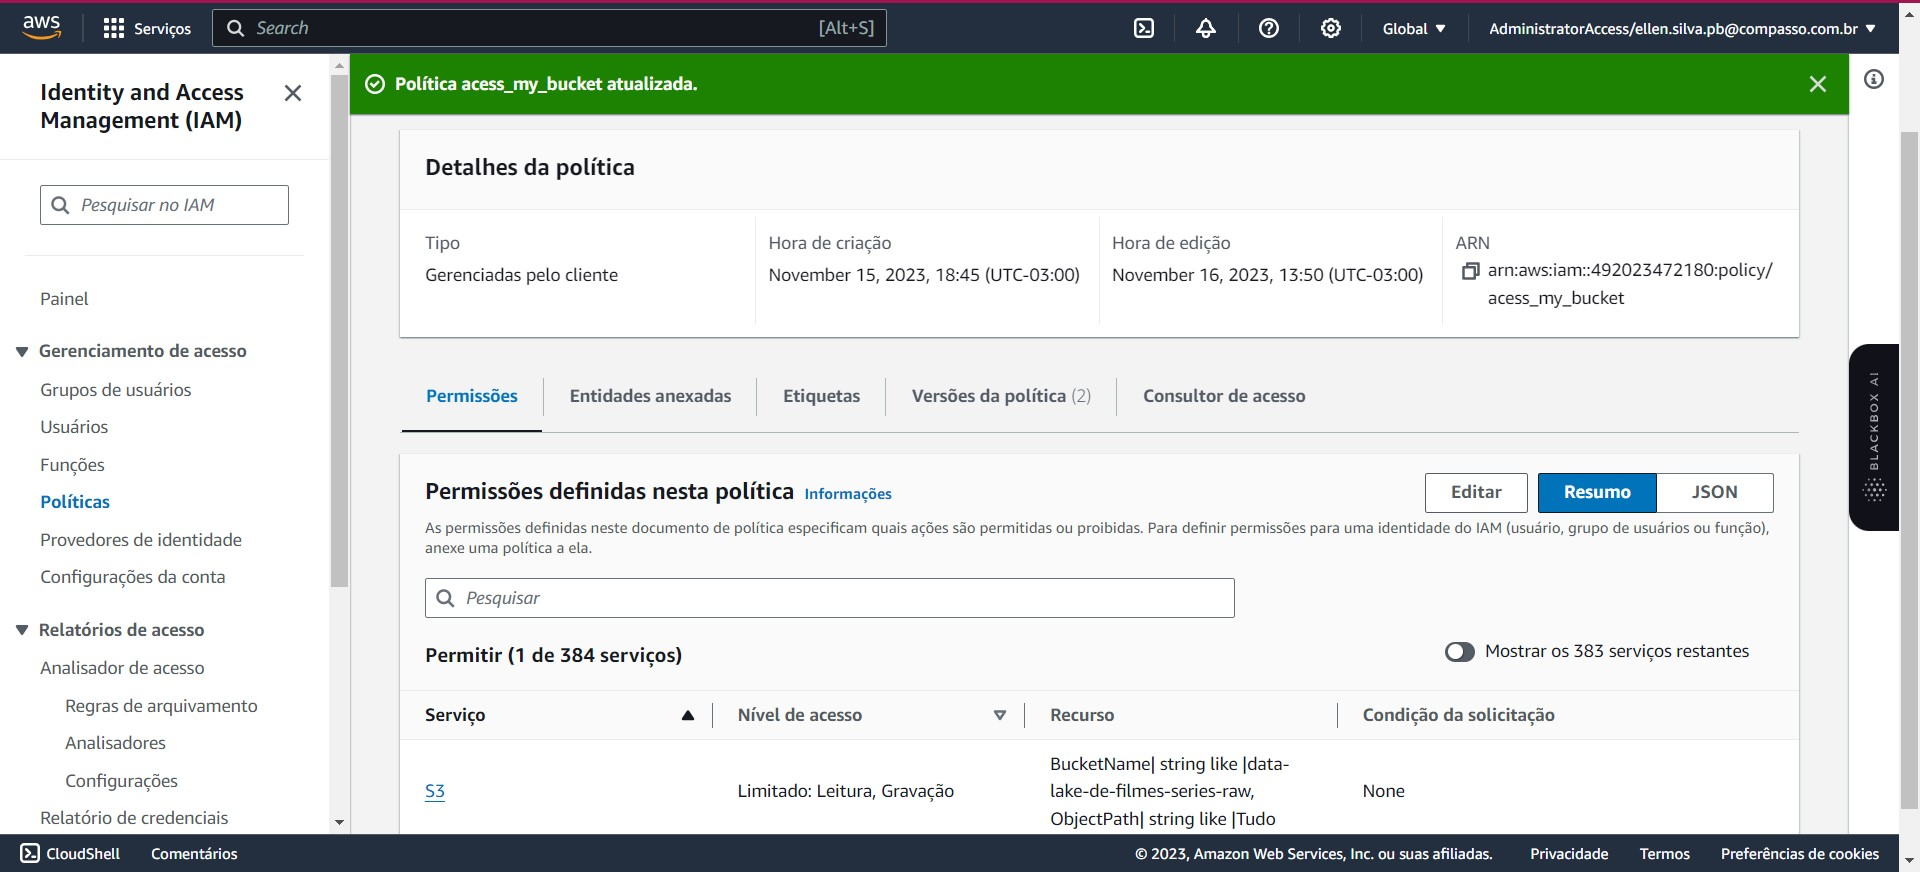 aws
Serviços
Search
[Alt+S]
Global
AdministratorAccess/ellen.silva.pb@compasso.com.br
Identity and Access
Management (IAM)
Pesquisar no IAM
Painel
Gerenciamento de acesso
Grupos de usuários
Usuários
Funções
Políticas
Provedores de identidade
Configurações da conta
Relatórios de acesso
Analisador de acesso
Regras de arquivamento
Analisadores
Configurações
Relatório de credenciais
Política acess_my_bucket atualizada.
Detalhes da política
Tipo
Gerenciadas pelo cliente
Hora de criação
November 15, 2023, 18:45 (UTC-03:00)
Hora de edição
November 16, 2023, 13:50 (UTC-03:00)
ARN
arn:aws:iam::492023472180:policy/
acess_my_bucket
Permissões
Entidades anexadas
Etiquetas
Versões da política (2)
Consultor de acesso
Permissões definidas nesta política Informações
Editar
Resumo
JSON
As permissões definidas neste documento de política especificam quais ações são permitidas ou proibidas. Para definir permissões para uma identidade do IAM (usuário, grupo de usuários ou função),
anexe uma política a ela.
Pesquisar
Permitir (1 de 384 serviços)
Mostrar os 383 serviços restantes
Serviço
Nível de acesso
Recurso
Condição da solicitação
S3
Limitado: Leitura, Gravação
BucketName| string like |data-
lake-de-filmes-series-raw,
ObjectPath| string like |Tudo
None
BLACKBOX AI
CloudShell
Comentários
© 2023, Amazon Web Services, Inc. ou suas afiliadas.
Privacidade
Termos
Preferências de cookies